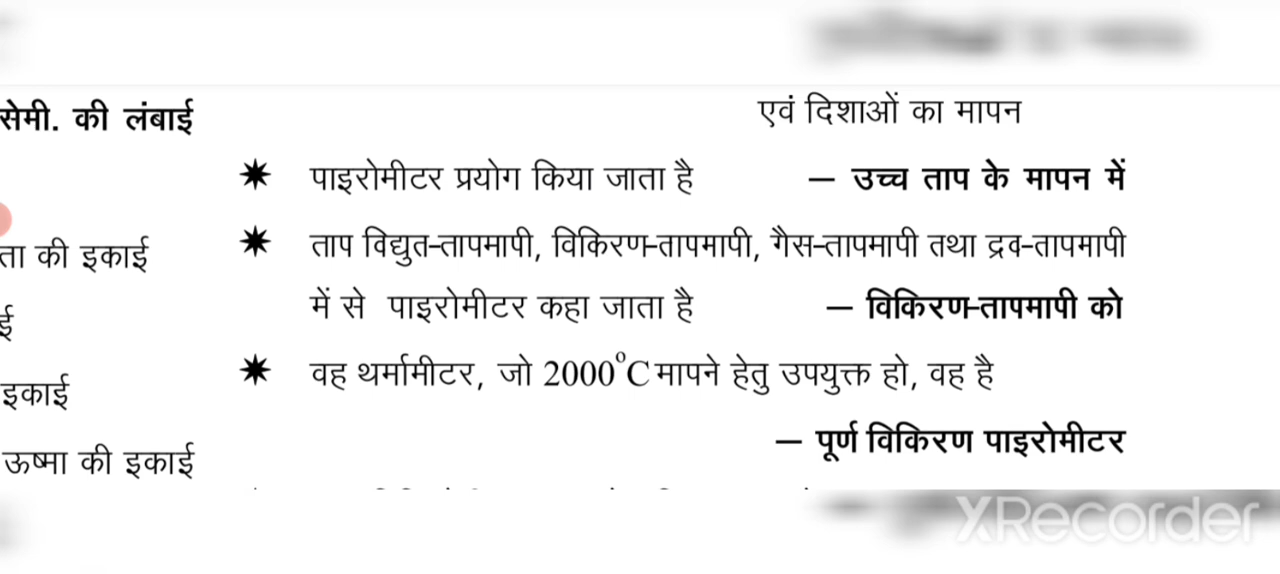 सेमी. की लंबाई
ता की इकाई
ई
इकाई
ऊष्मा की इकाई
एवं दिशाओं का मापन
✷ पाइरोमीटर प्रयोग किया जाता है – उच्च ताप के मापन में
✷ ताप विद्युत-तापमापी, विकिरण-तापमापी, गैस-तापमापी तथा द्रव-तापमापी
में से पाइरोमीटर कहा जाता है – विकिरण-तापमापी को
✷ वह थर्मामीटर, जो 2000°C मापने हेतु उपयुक्त हो, वह है
– पूर्ण विकिरण पाइरोमीटर
XRecorder